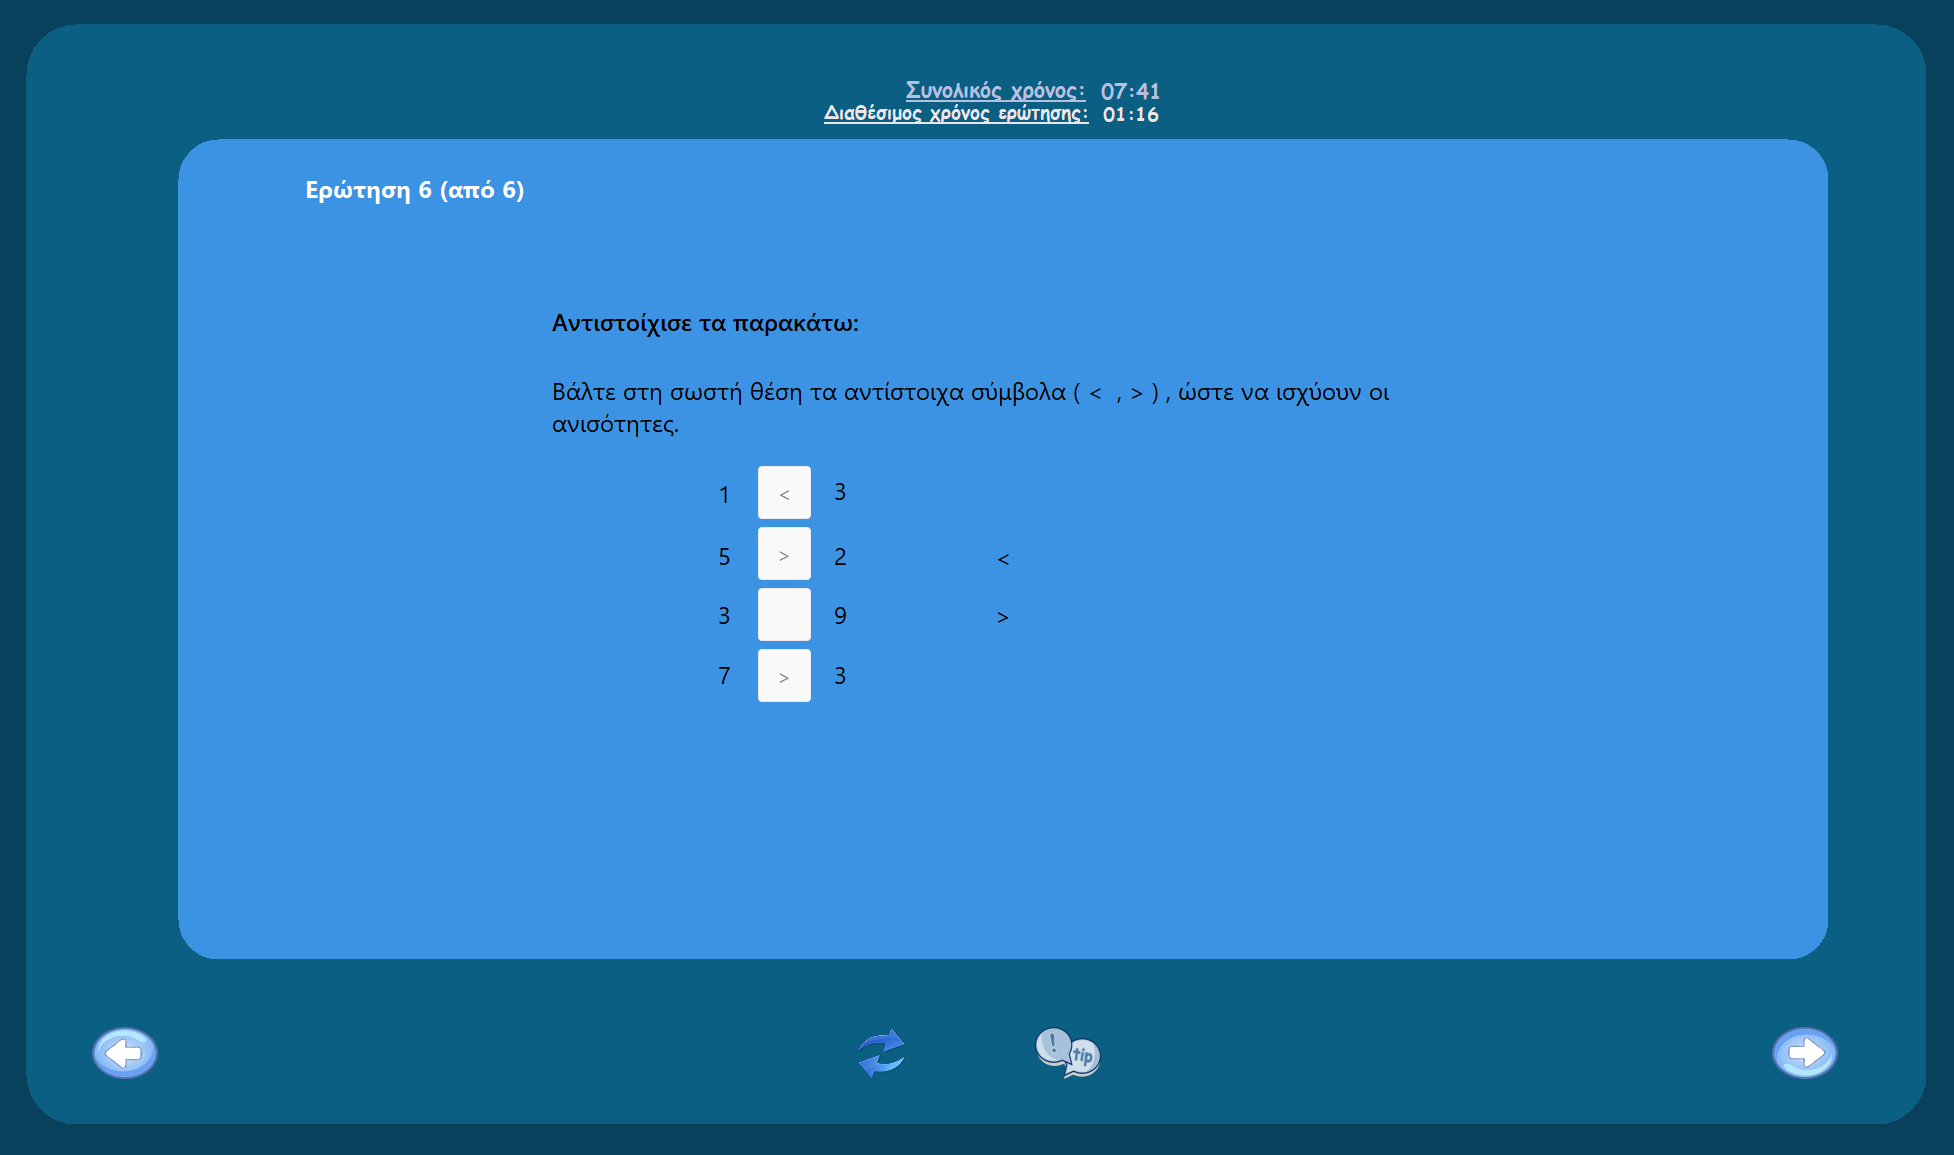 Συνολικός χρόνος: 07:41
Διαθέσιμος χρόνος ερώτησης: 01:16
Ερώτηση 6 (από 6)
Αντιστοίχισε τα παρακάτω:
Βάλτε στη σωστή θέση τα αντίστοιχα σύμβολα ( < , > ) , ώστε να ισχύουν οι
ανισότητες.
1 < 3
5 > 2 <
3 9 >
7 > 3
! tip